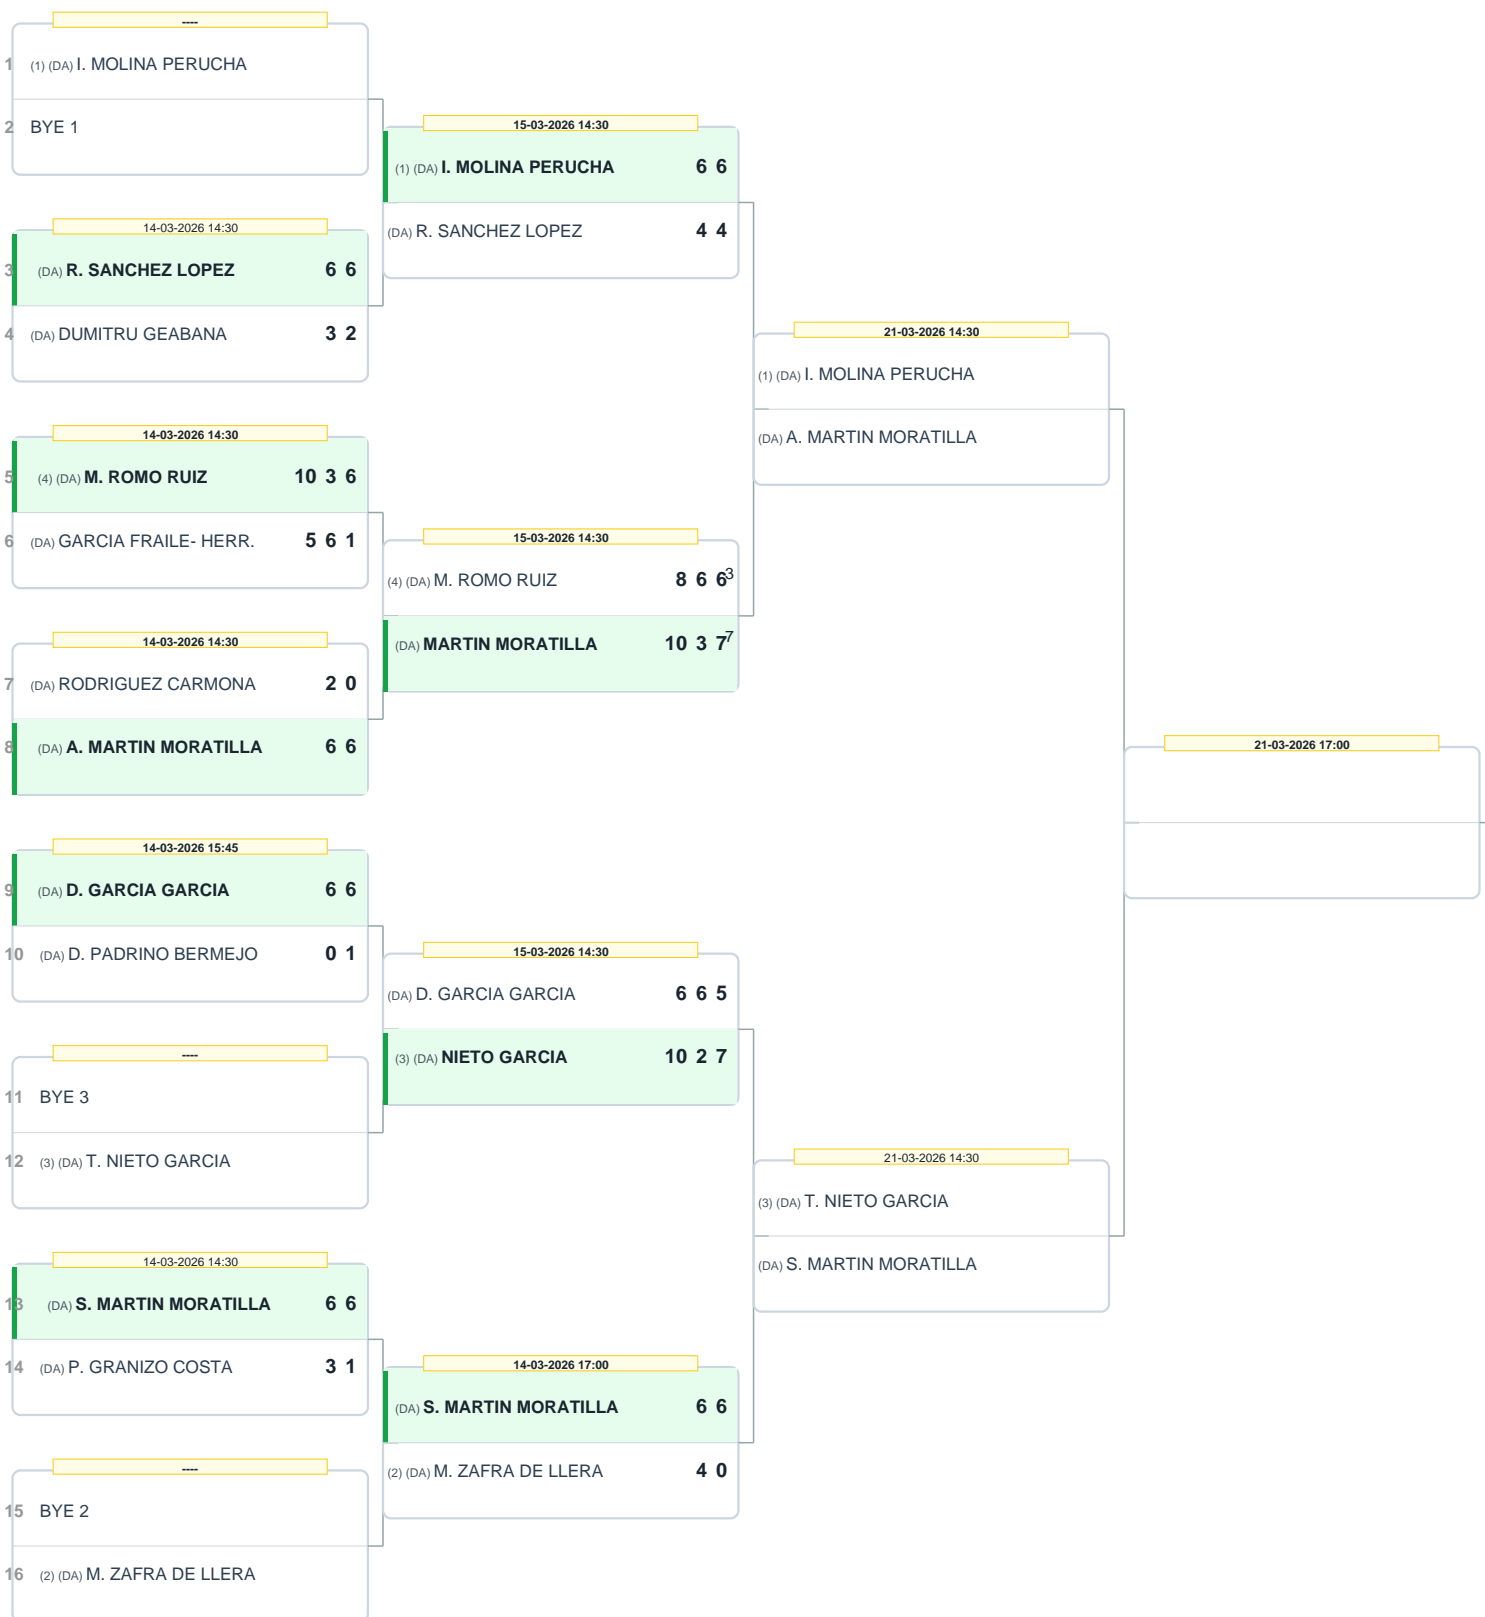 ----
1 (1) (DA) I. MOLINA PERUCHA
2 BYE 1
14-03-2026 14:30
3 (DA) R. SANCHEZ LOPEZ 6 6
4 (DA) DUMITRU GEABANA 3 2
14-03-2026 14:30
5 (4) (DA) M. ROMO RUIZ 10 3 6
6 (DA) GARCIA FRAILE- HERR. 5 6 1
14-03-2026 14:30
7 (DA) RODRIGUEZ CARMONA 2 0
8 (DA) A. MARTIN MORATILLA 6 6
14-03-2026 15:45
9 (DA) D. GARCIA GARCIA 6 6
10 (DA) D. PADRINO BERMEJO 0 1
----
11 BYE 3
12 (3) (DA) T. NIETO GARCIA
14-03-2026 14:30
13 (DA) S. MARTIN MORATILLA 6 6
14 (DA) P. GRANIZO COSTA 3 1
----
15 BYE 2
16 (2) (DA) M. ZAFRA DE LLERA
15-03-2026 14:30
(1) (DA) I. MOLINA PERUCHA 6 6
(DA) R. SANCHEZ LOPEZ 4 4
15-03-2026 14:30
(4) (DA) M. ROMO RUIZ 8 6 6 3
(DA) MARTIN MORATILLA 10 3 7 7
15-03-2026 14:30
(DA) D. GARCIA GARCIA 6 6 5
(3) (DA) NIETO GARCIA 10 2 7
14-03-2026 17:00
(DA) S. MARTIN MORATILLA 6 6
(2) (DA) M. ZAFRA DE LLERA 4 0
21-03-2026 14:30
(1) (DA) I. MOLINA PERUCHA
(DA) A. MARTIN MORATILLA
21-03-2026 14:30
(3) (DA) T. NIETO GARCIA
(DA) S. MARTIN MORATILLA
21-03-2026 17:00